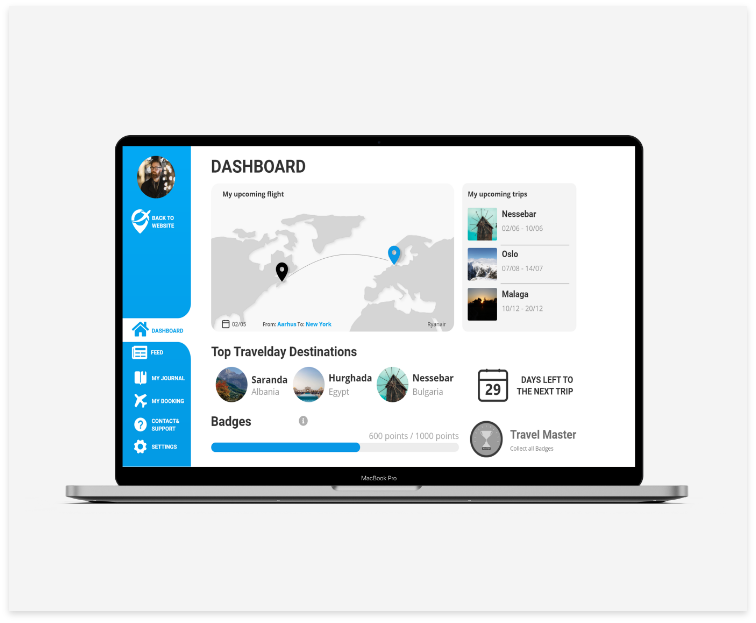 BACK TO
WEBSITE
DASHBOARD
FEED
MY JOURNAL
MY BOOKING
CONTACT&
SUPPORT
SETTINGS
DASHBOARD
My upcoming flight
02/05
From: Aarhus To: New York
Ryanair
My upcoming trips
Nessebar
02/06 - 10/06
Oslo
07/08 - 14/07
Malaga
10/12 - 20/12
Top Travelday Destinations
Saranda
Albania
Hurghada
Egypt
Nessebar
Bulgaria
29
DAYS LEFT TO
THE NEXT TRIP
Badges
600 points / 1000 points
Travel Master
Collect all Badges
MacBook Pro